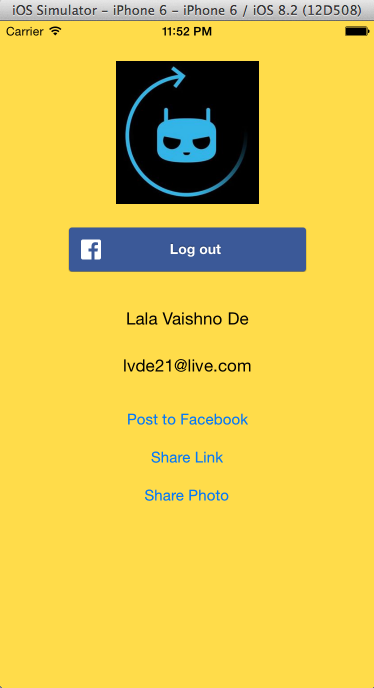 iOS Simulator - iPhone 6 - iPhone 6 / iOS 8.2 (12D508)
Carrier 11:52 PM
Log out
Lala Vaishno De
lvde21@live.com
Post to Facebook
Share Link
Share Photo